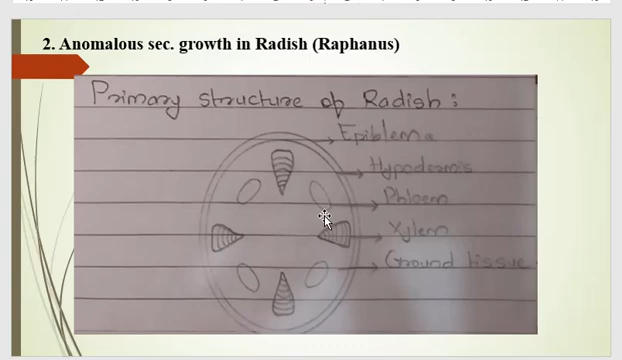 2. Anomalous sec. growth in Radish (Raphanus)
Primary structure of Radish :
Epiblema
Hypodermis
Phloem
Xylem
Ground tissue